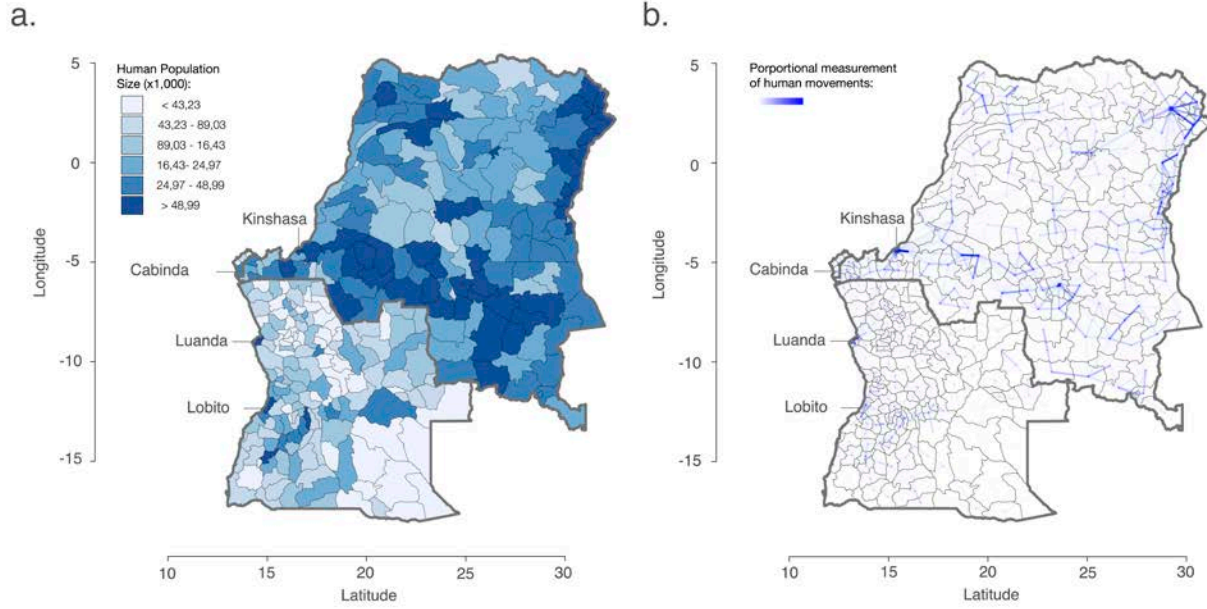 a.
Human Population
Size (x1,000):
< 43,23
43,23 - 89,03
89,03 - 16,43
16,43- 24,97
24,97 - 48,99
> 48,99
5
0
-5
-10
-15
Longitude
Kinshasa
Cabinda
Luanda
Lobito
10
15
20
25
30
Latitude
b.
Porportional measurement
of human movements:
5
0
-5
-10
-15
Longitude
Kinshasa
Cabinda
Luanda
Lobito
10
15
20
25
30
Latitude